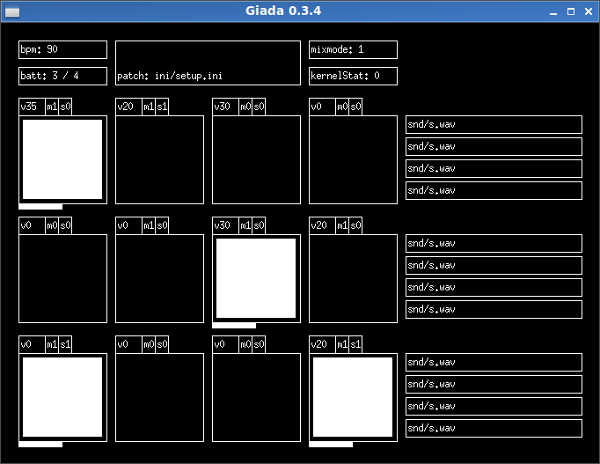 Giada 0.3.4
bpm: 90
mixmode: 1
batt: 3 / 4
patch: ini/setup.ini
kernelStat: 0
v35 m1 s0 v20 m1 s1 v30 m0 s0 v0 m0 s0
snd/s.wav
snd/s.wav
snd/s.wav
snd/s.wav
v0 m0 s0 v0 m1 s0 v30 m1 s0 v20 m1 s0
snd/s.wav
snd/s.wav
snd/s.wav
snd/s.wav
v0 m1 s1 v0 m0 s0 v0 m0 s0 v20 m1 s1
snd/s.wav
snd/s.wav
snd/s.wav
snd/s.wav